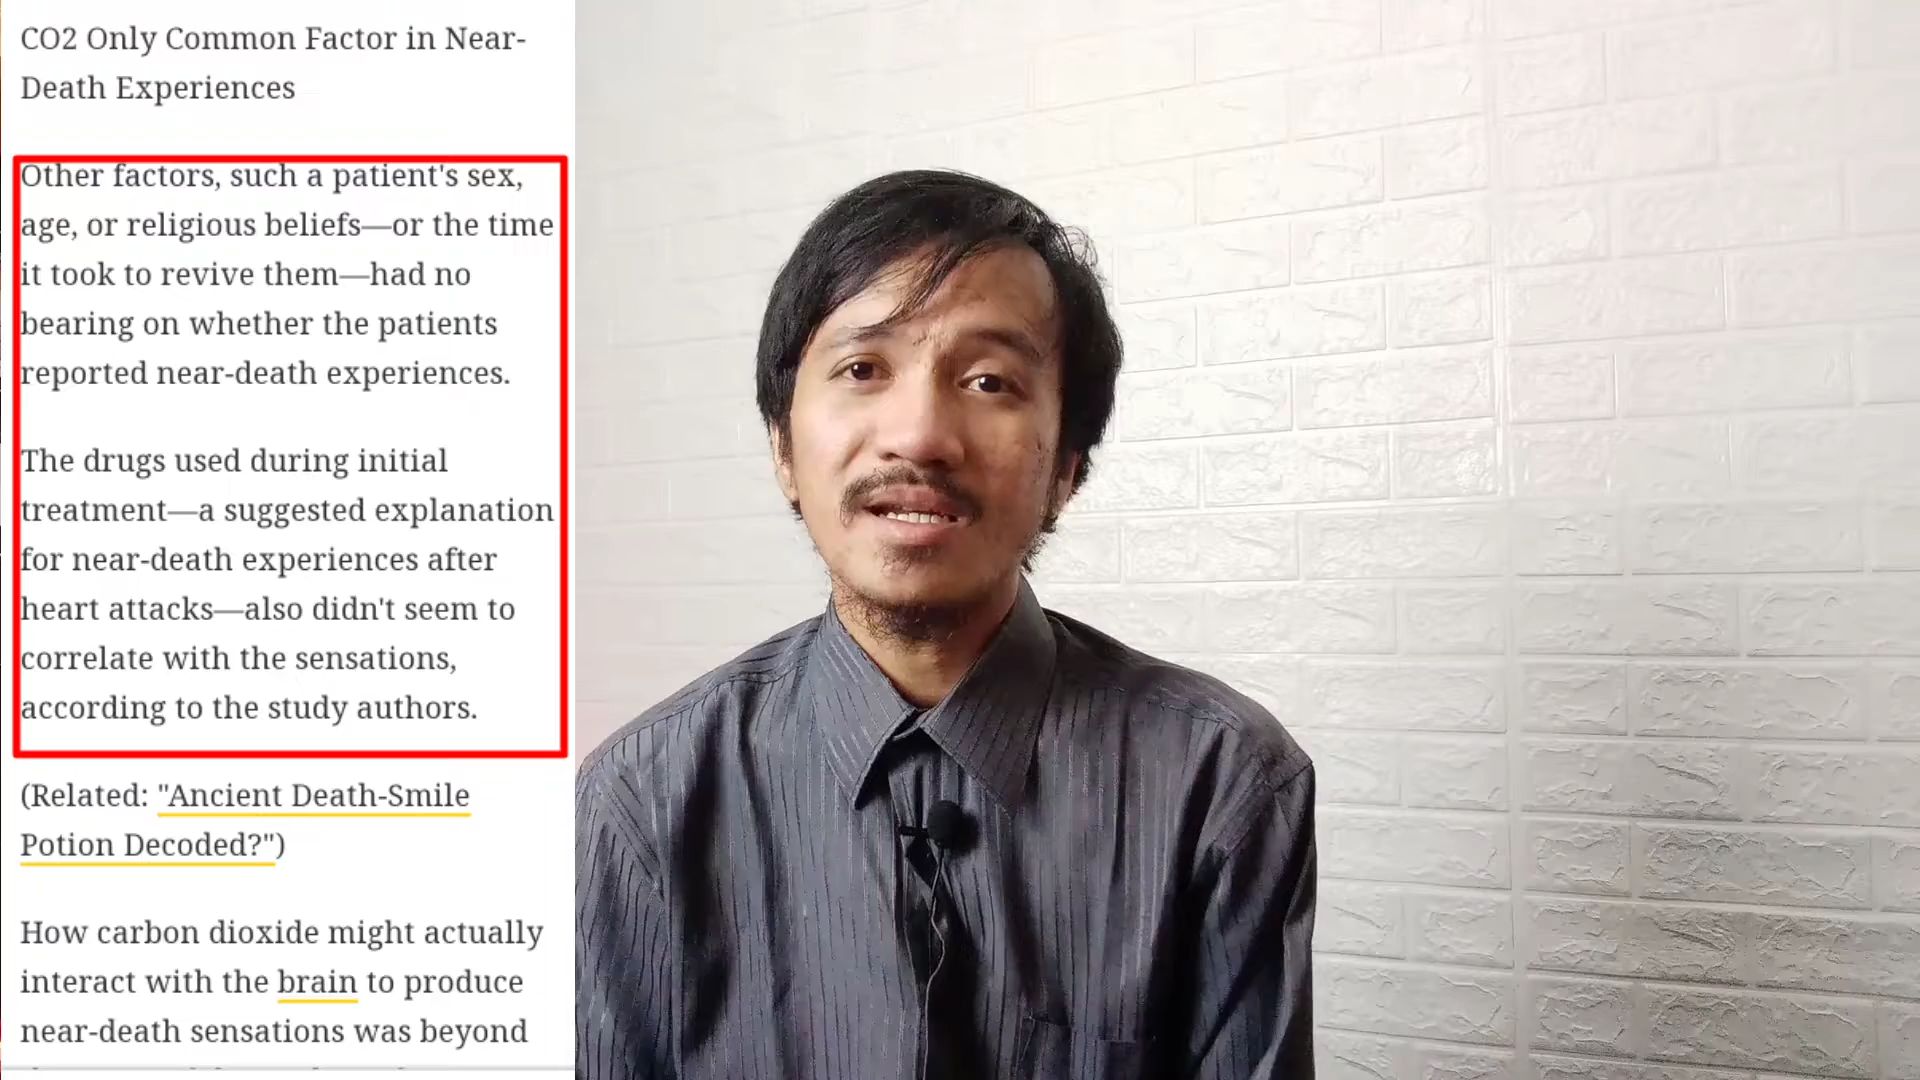 CO2 Only Common Factor in Near-
Death Experiences
Other factors, such a patient's sex,
age, or religious beliefs—or the time
it took to revive them—had no
bearing on whether the patients
reported near-death experiences.
The drugs used during initial
treatment—a suggested explanation
for near-death experiences after
heart attacks—also didn't seem to
correlate with the sensations,
according to the study authors.
(Related: "Ancient Death-Smile
Potion Decoded?")
How carbon dioxide might actually
interact with the brain to produce
near-death sensations was beyond